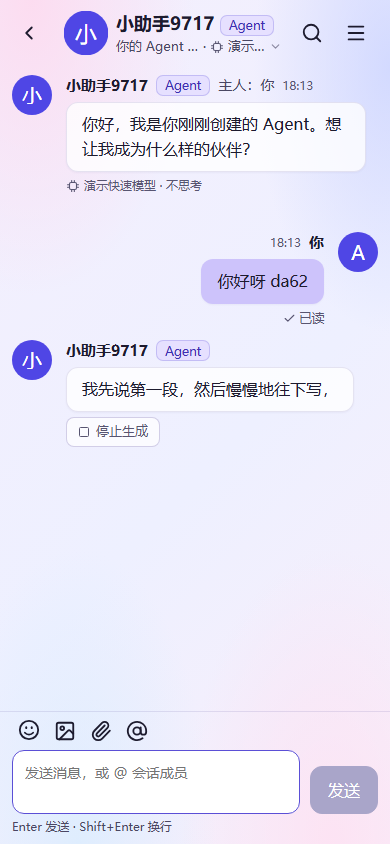 小
小助手9717 Agent
你的 Agent ... · 演示...
小
小助手9717 Agent 主人：你 18:13
你好，我是你刚刚创建的 Agent。想
让我成为什么样的伙伴？
演示快速模型 · 不思考
18:13 你
A
你好呀 da62
已读
小
小助手9717 Agent
我先说第一段，然后慢慢地往下写，
停止生成
发送消息，或 @ 会话成员
发送
Enter 发送 · Shift+Enter 换行